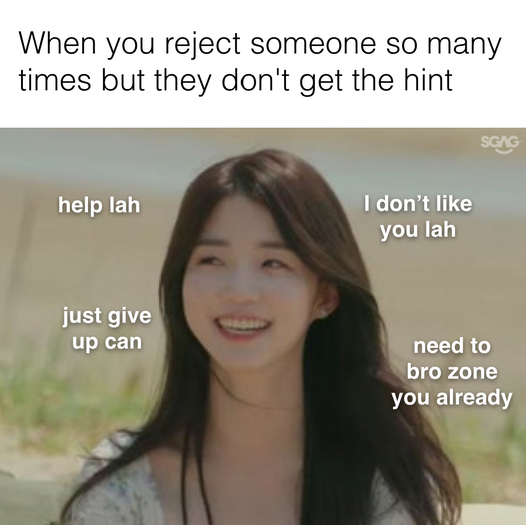 When you reject someone so many
times but they don't get the hint
SGAG
help lah
I don’t like
you lah
just give
up can
need to
bro zone
you already